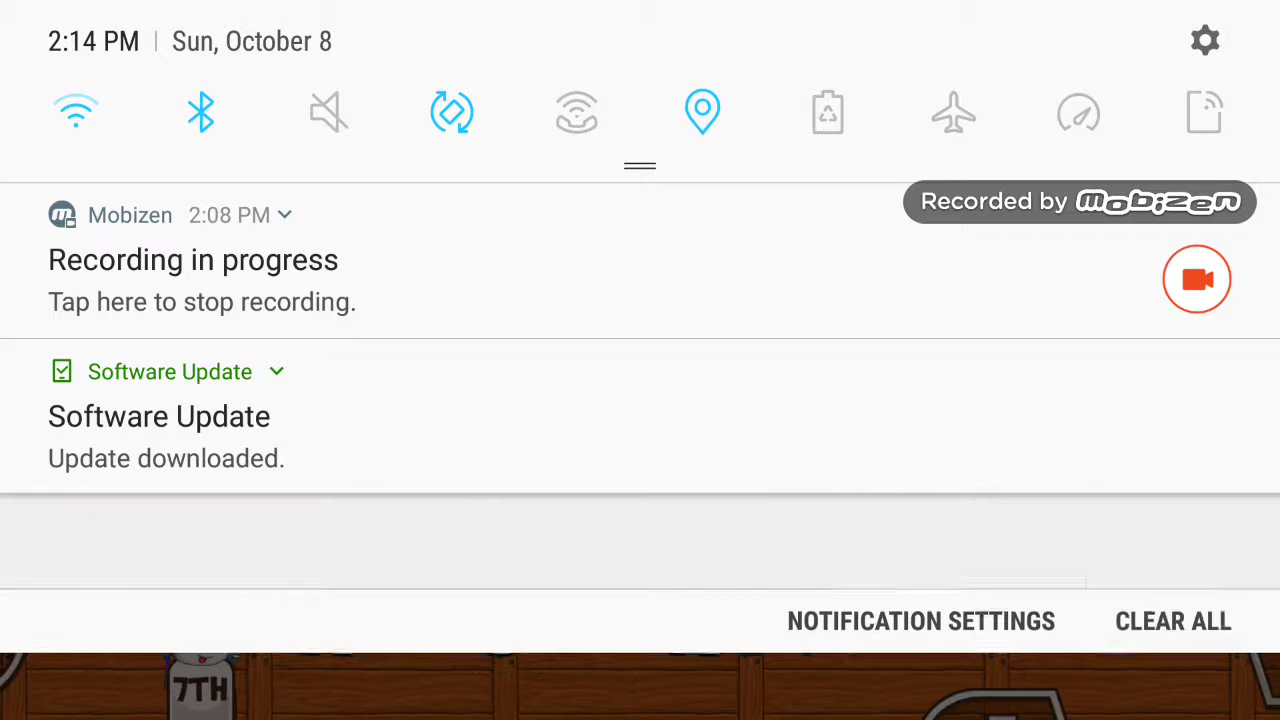 2:14 PM | Sun, October 8
Mobizen 2:08 PM
Recorded by mobizen
Recording in progress
Tap here to stop recording.
Software Update
Software Update
Update downloaded.
NOTIFICATION SETTINGS CLEAR ALL
7TH